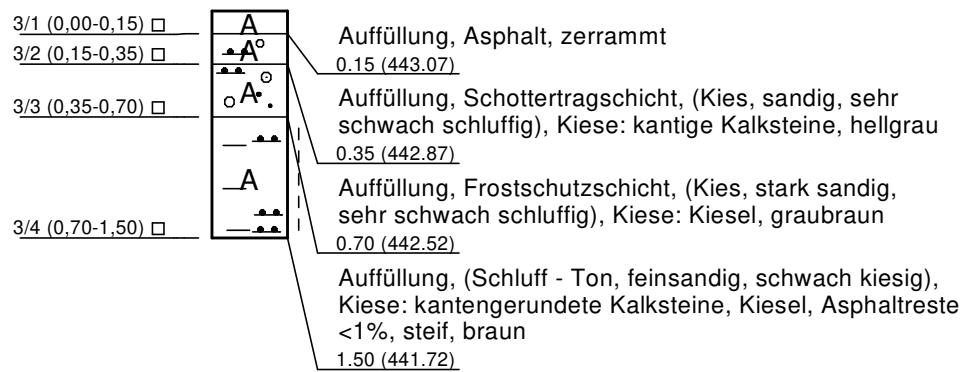 3/1 (0,00-0,15)
A
Auffüllung, Asphalt, zerrammt
3/2 (0,15-0,35)
A
0.15 (443.07)
3/3 (0,35-0,70)
A
Auffüllung, Schottertragschicht, (Kies, sandig, sehr
schwach schluffig), Kiese: kantige Kalksteine, hellgrau
0.35 (442.87)
A
Auffüllung, Frostschutzschicht, (Kies, stark sandig,
sehr schwach schluffig), Kiese: Kiesel, graubraun
3/4 (0,70-1,50)
0.70 (442.52)
Auffüllung, (Schluff - Ton, feinsandig, schwach kiesig),
Kiese: kantengerundete Kalksteine, Kiesel, Asphaltreste
<1%, steif, braun
1.50 (441.72)